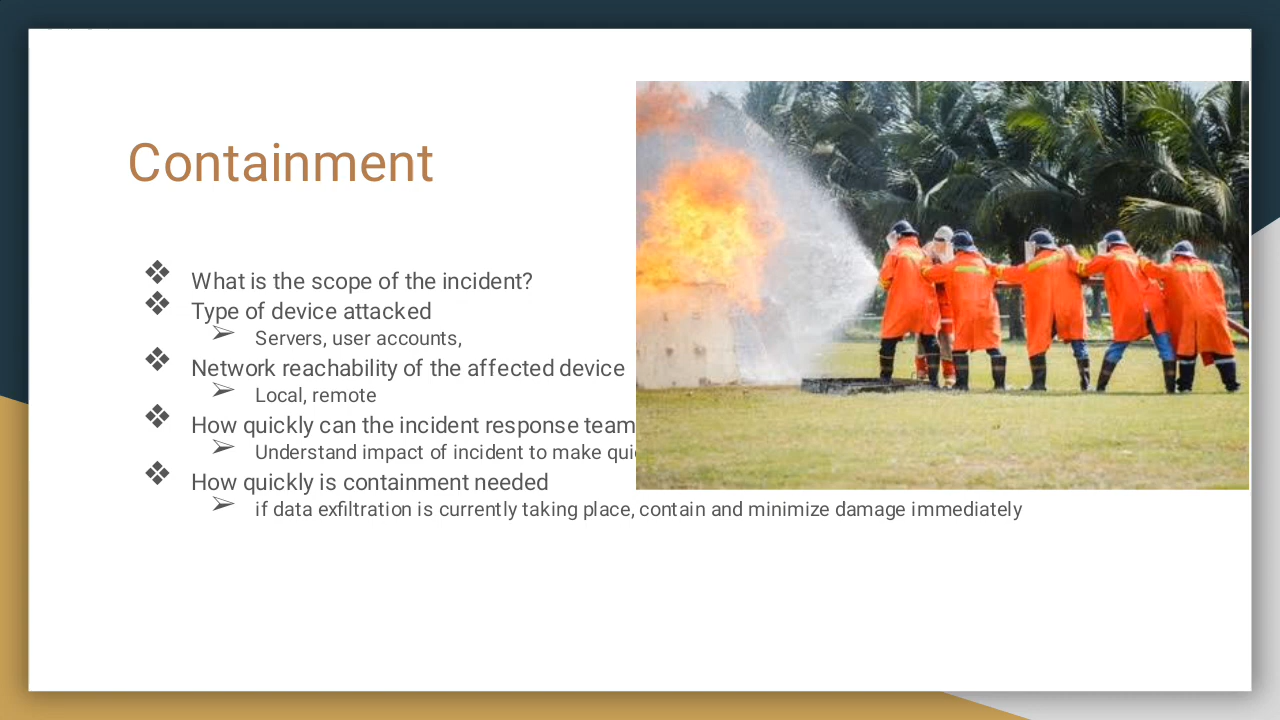 Containment
What is the scope of the incident?
Type of device attacked
Servers, user accounts,
Network reachability of the affected device
Local, remote
How quickly can the incident response team
Understand impact of incident to make
How quickly is containment needed
if data exfiltration is currently taking place, contain and minimize damage immediately